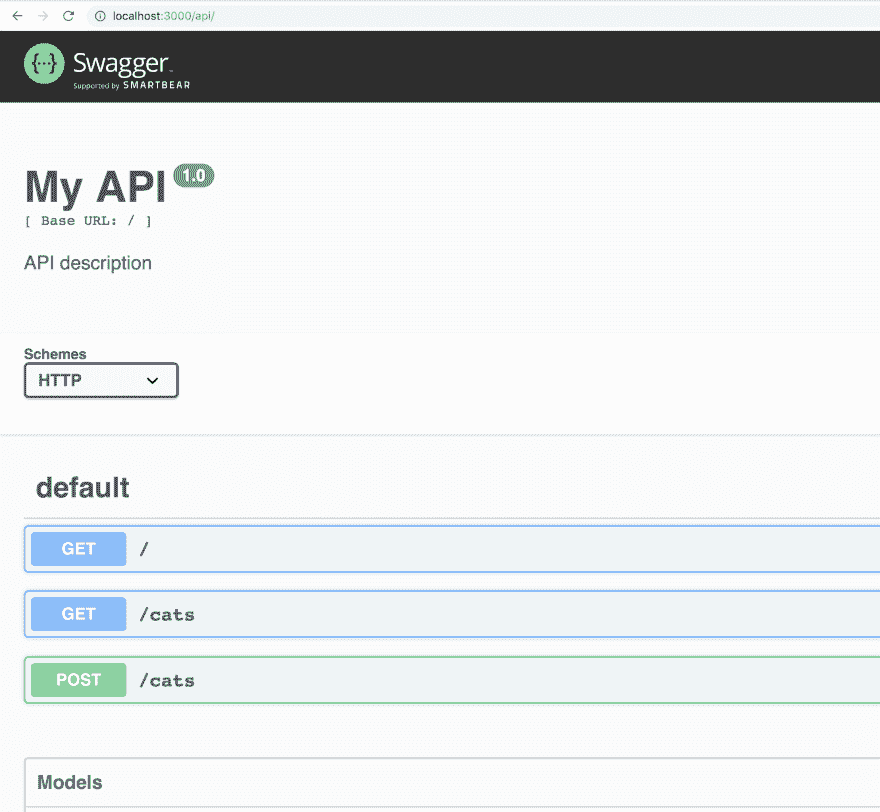 localhost:3000/api/
{···} Swagger™
Supported by SMARTBEAR
My API 1.0
[ Base URL: / ]
API description
Schemes
HTTP
default
GET /
GET /cats
POST /cats
Models